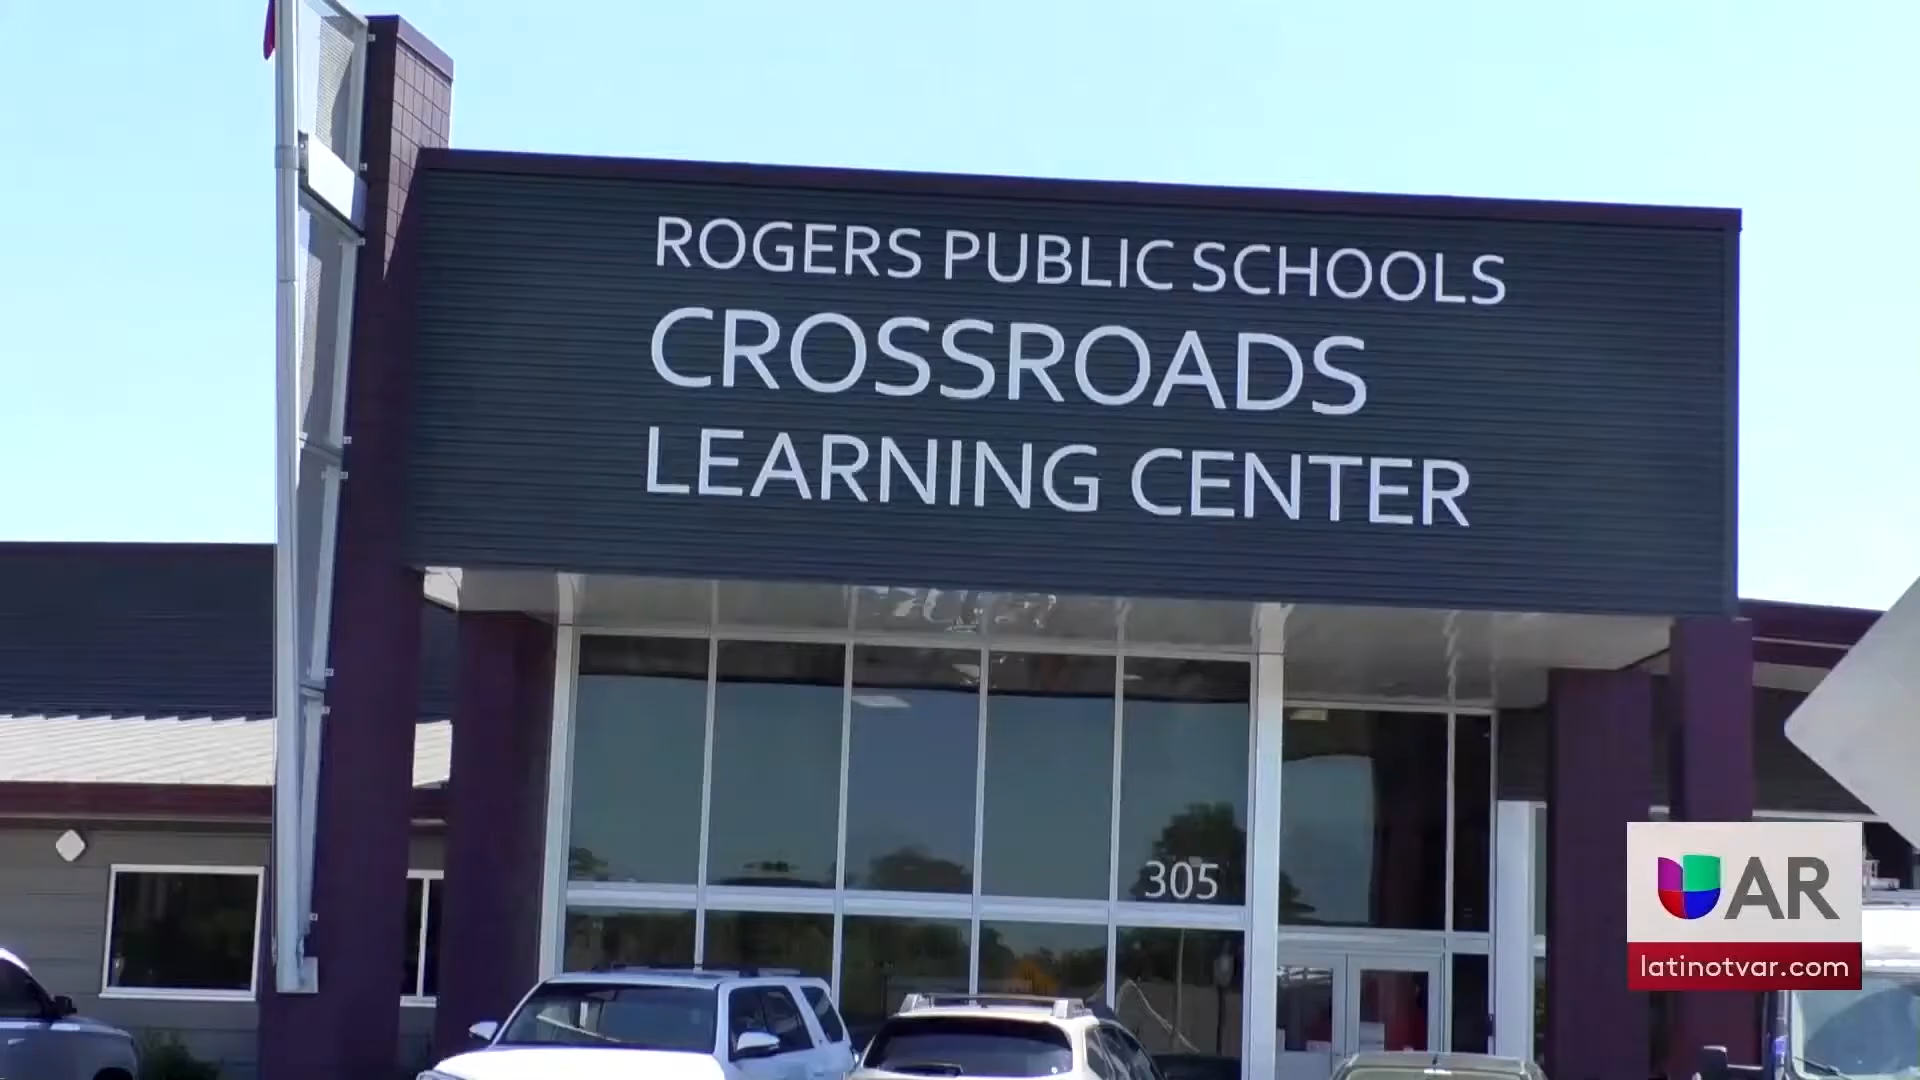 ROGERS PUBLIC SCHOOLS
CROSSROADS
LEARNING CENTER
305
AR
latinotvar.com